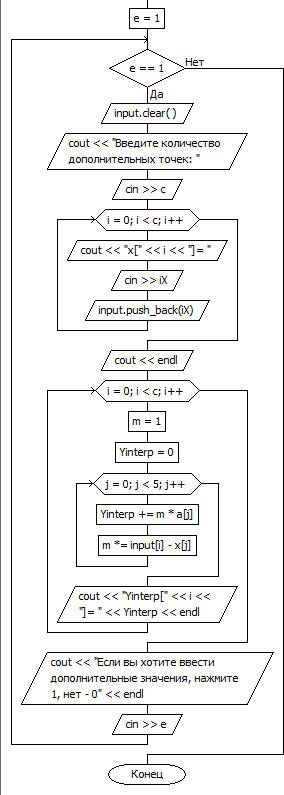 e = 1
e == 1
Нет
Да
input.clear( )
cout << "Введите количество
дополнительных точек: "
cin >> c
i = 0; i < c; i++
cout << "x[" << i << "]= "
cin >> iX
input.push_back(iX)
cout << endl
i = 0; i < c; i++
m = 1
Yinterp = 0
j = 0; j < 5; j++
Yinterp += m * a[j]
m *= input[i] - x[j]
cout << "Yinterp[" << i <<
"]= " << Yinterp << endl
cout << "Если вы хотите ввести
дополнительные значения, нажмите
1, нет - 0" << endl
cin >> e
Конец